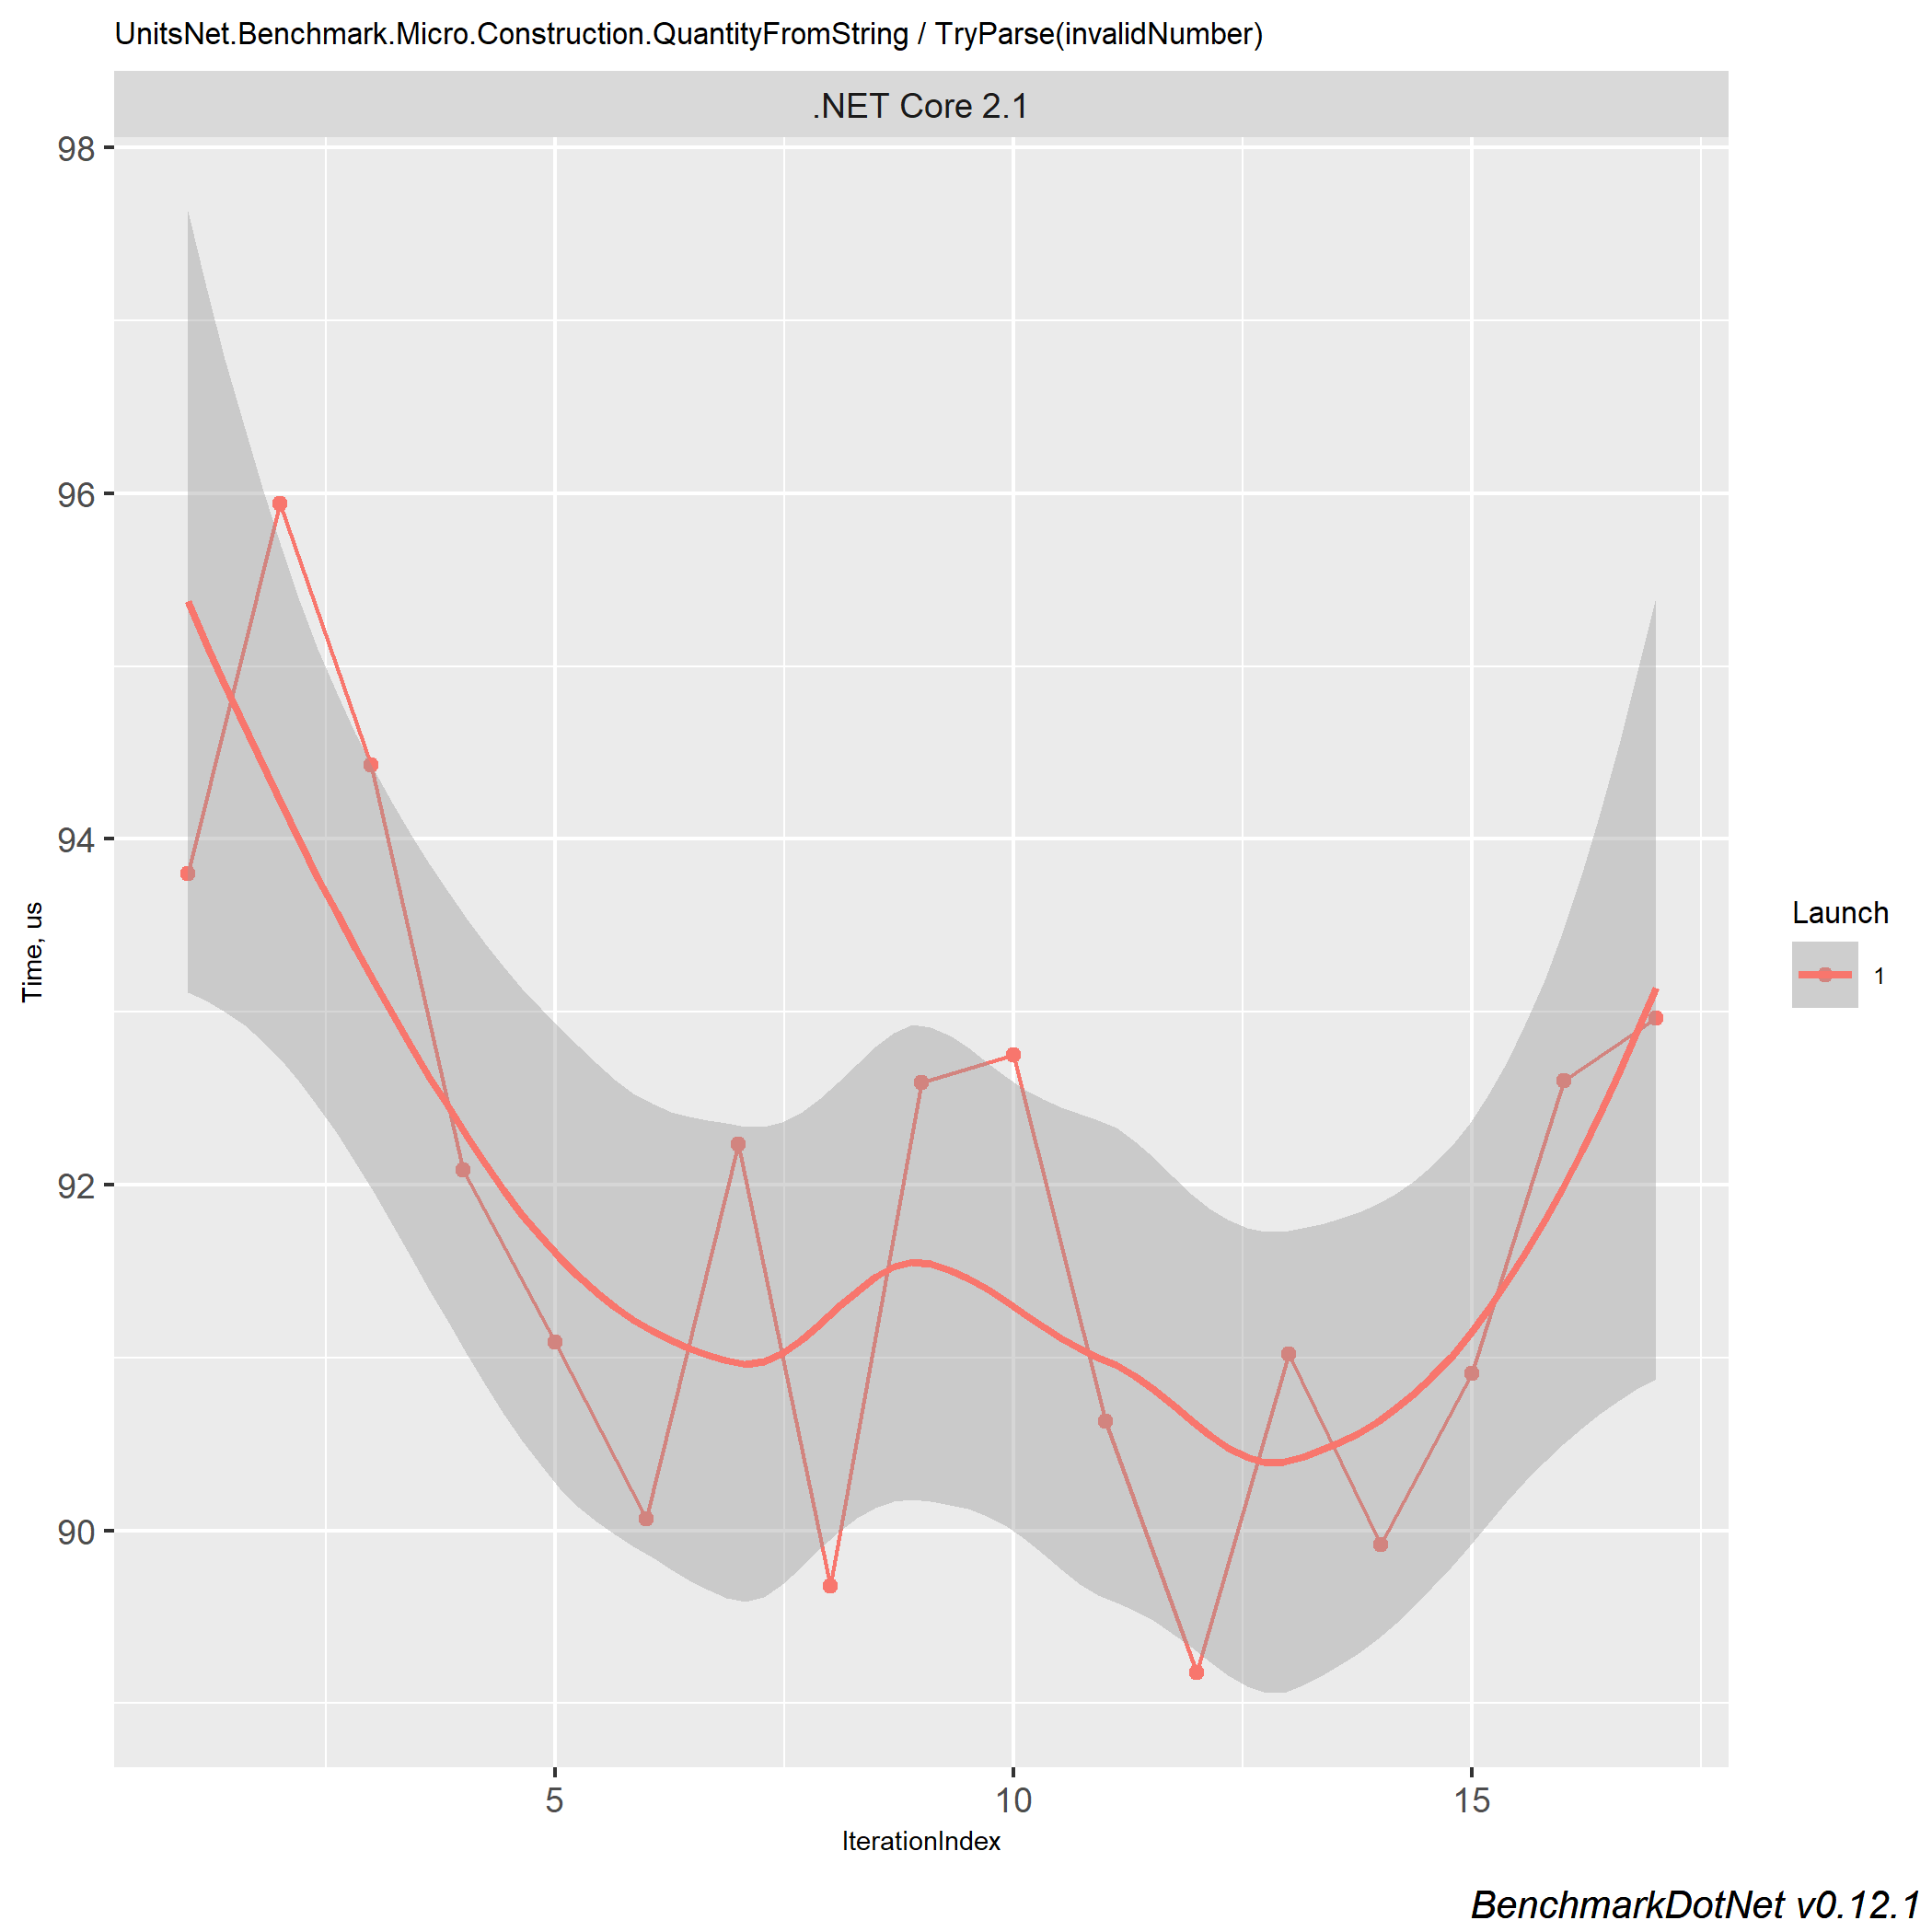 UnitsNet.Benchmark.Micro.Construction.QuantityFromString / TryParse(invalidNumber)
.NET Core 2.1
98
96
94
92
90
Time, us
5
10
15
IterationIndex
Launch
1
BenchmarkDotNet v0.12.1